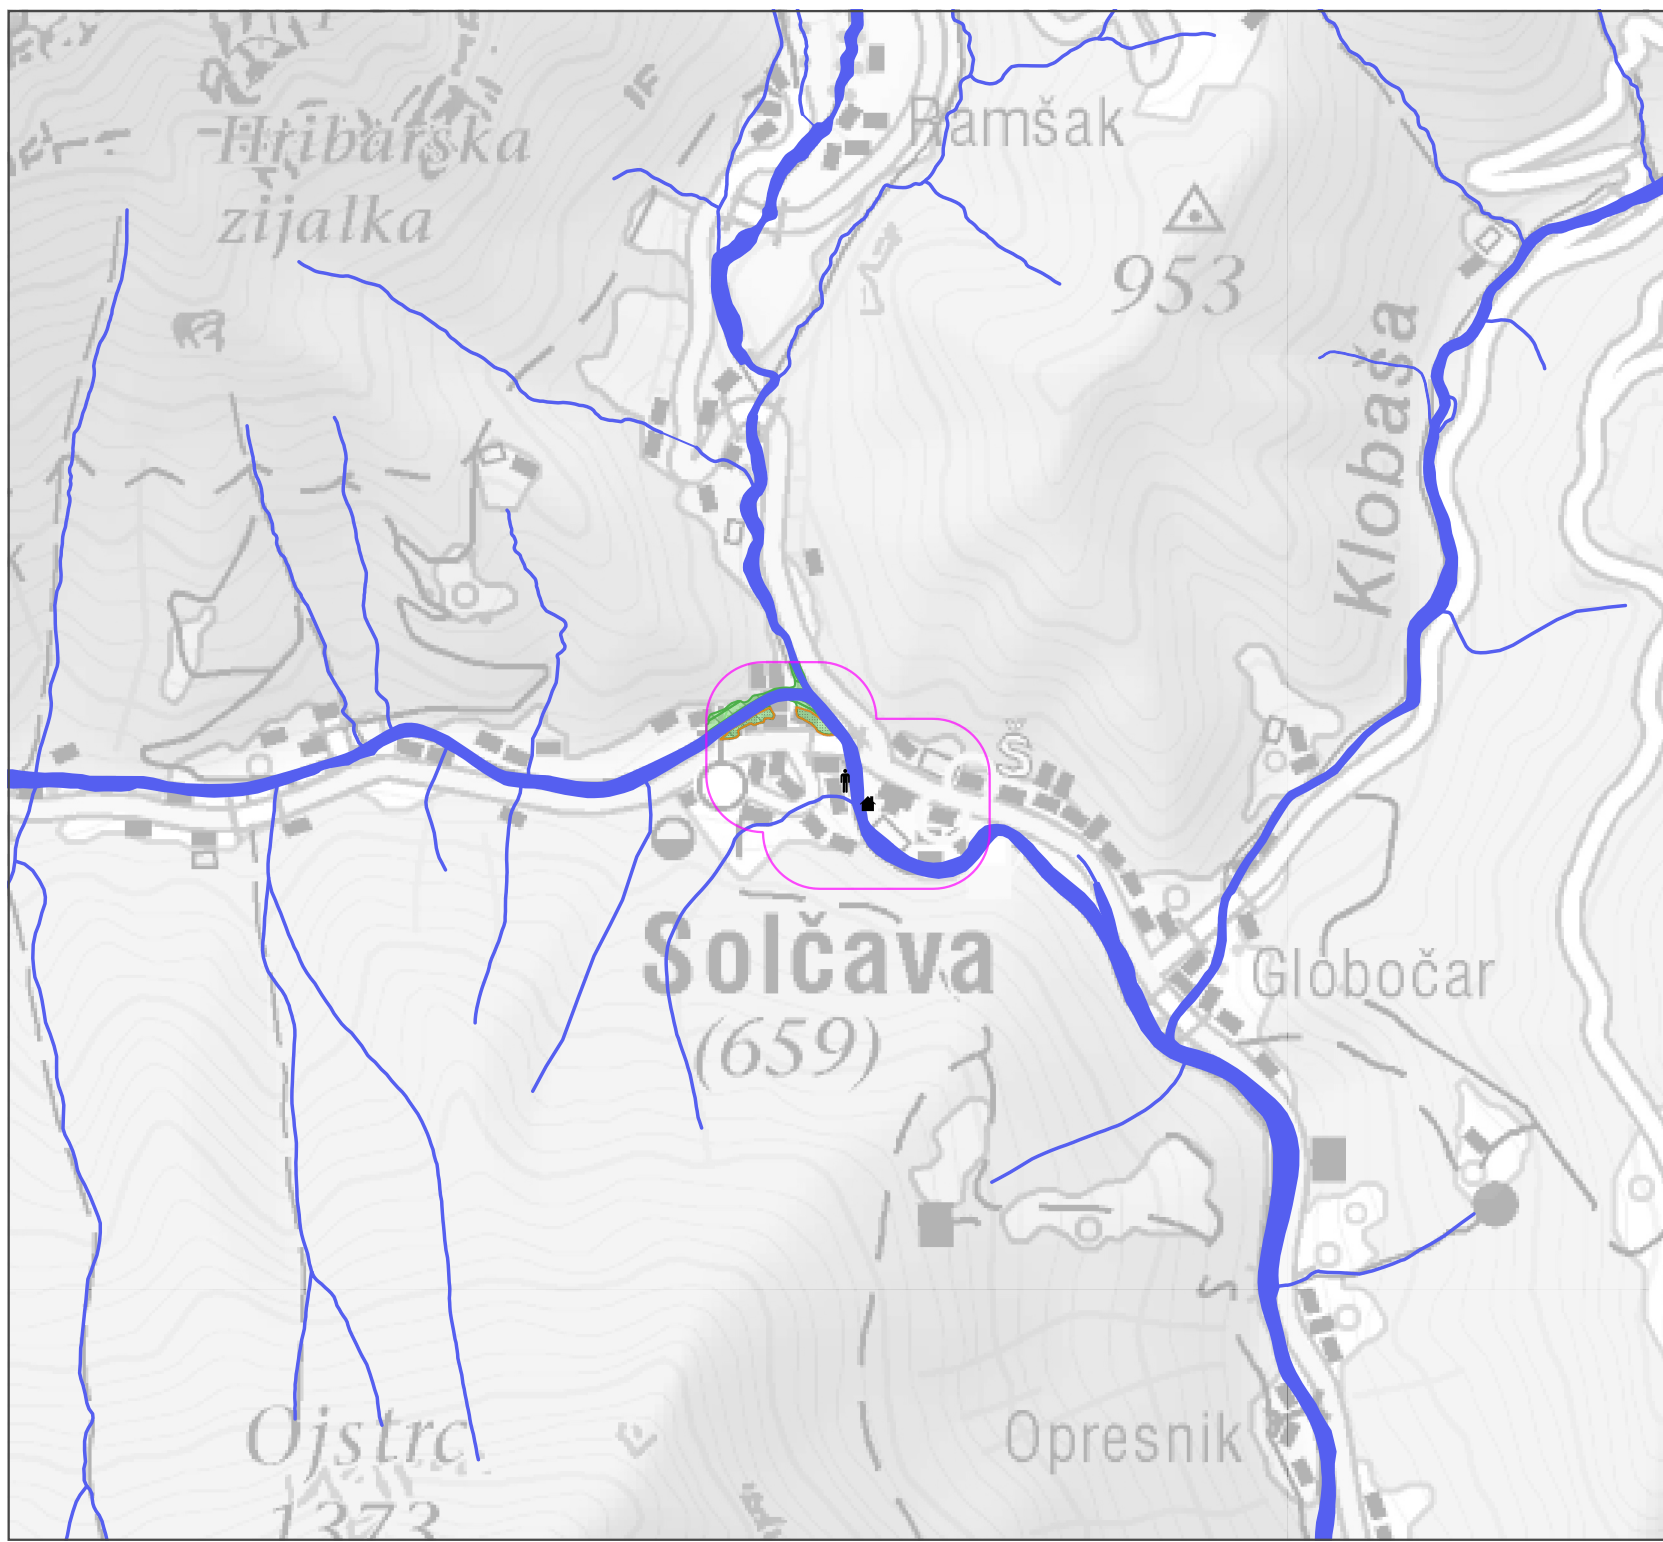 Hribarska
zijalka
Ramšak
953
Klobaša
Š
Solčava
(659)
Globočar
Ojstrc
1373
Opresnik